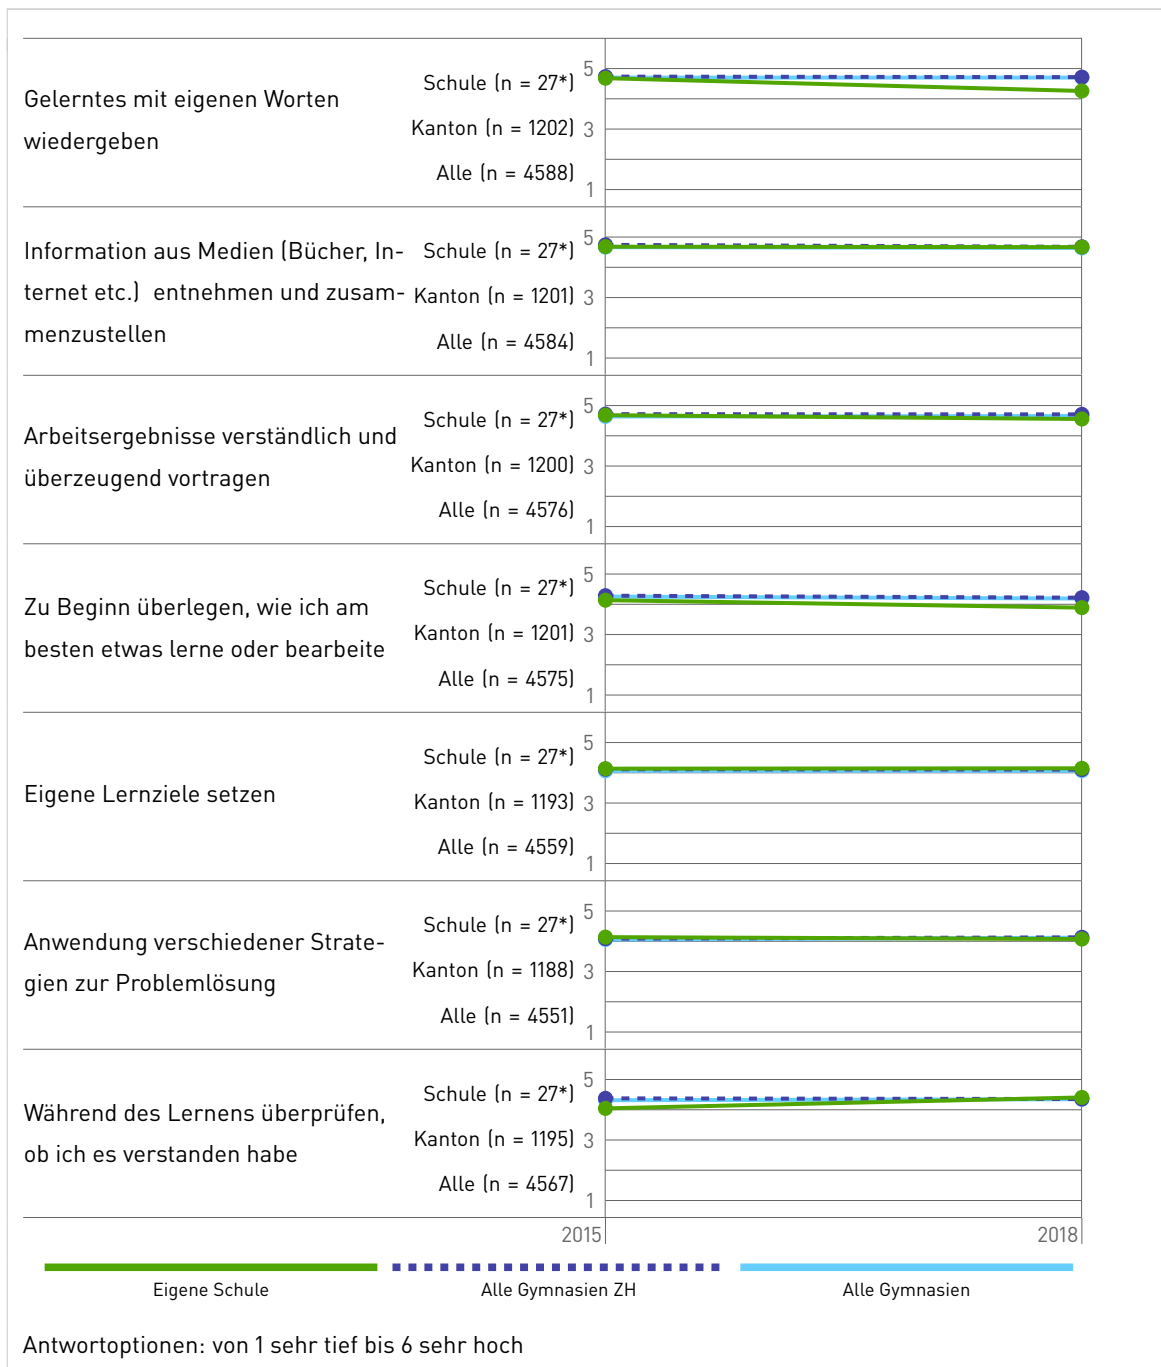 Gelerntes mit eigenen Worten
wiedergeben
Schule (n = 27*)
Kanton (n = 1202)
Alle (n = 4588)
5
3
1
Information aus Medien (Bücher, In-
ternet etc.)  entnehmen und zusam-
menzustellen
Schule (n = 27*)
Kanton (n = 1201)
Alle (n = 4584)
5
3
1
Arbeitsergebnisse verständlich und
überzeugend vortragen
Schule (n = 27*)
Kanton (n = 1200)
Alle (n = 4576)
5
3
1
Zu Beginn überlegen, wie ich am
besten etwas lerne oder bearbeite
Schule (n = 27*)
Kanton (n = 1201)
Alle (n = 4575)
5
3
1
Eigene Lernziele setzen
Schule (n = 27*)
Kanton (n = 1193)
Alle (n = 4559)
5
3
1
Anwendung verschiedener Strate-
gien zur Problemlösung
Schule (n = 27*)
Kanton (n = 1188)
Alle (n = 4551)
5
3
1
Während des Lernens überprüfen,
ob ich es verstanden habe
Schule (n = 27*)
Kanton (n = 1195)
Alle (n = 4567)
5
3
1
2015
2018
Eigene Schule
Alle Gymnasien ZH
Alle Gymnasien
Antwortoptionen: von 1 sehr tief bis 6 sehr hoch